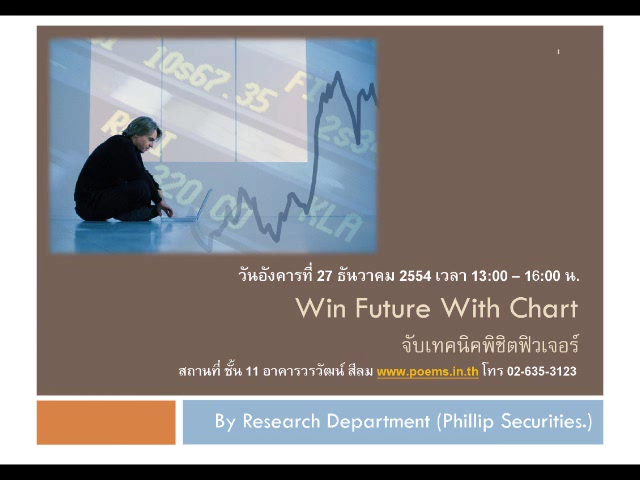 10s67.35
วันอังคารที่ 27 ธันวาคม 2554 เวลา 13:00 – 16:00 น.
Win Future With Chart
จับเทคนิคพิชิตฟิวเจอร์
สถานที่ ชั้น 11 อาคารวรวัฒน์ สีลม www.poems.in.th โทร 02-635-3123
By Research Department (Phillip Securities.)